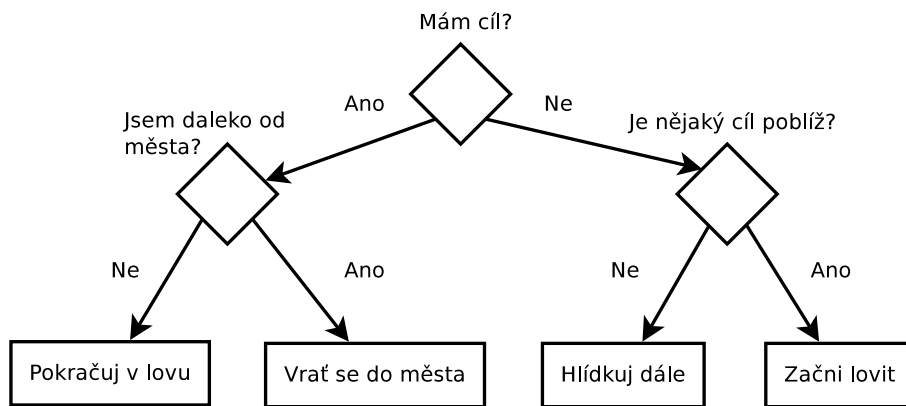 Mám cíl?
Ano
Ne
Jsem daleko od
města?
Je nějaký cíl poblíž?
Ne
Ano
Ne
Ano
Pokračuj v lovu
Vrať se do města
Hlídkuj dále
Začni lovit